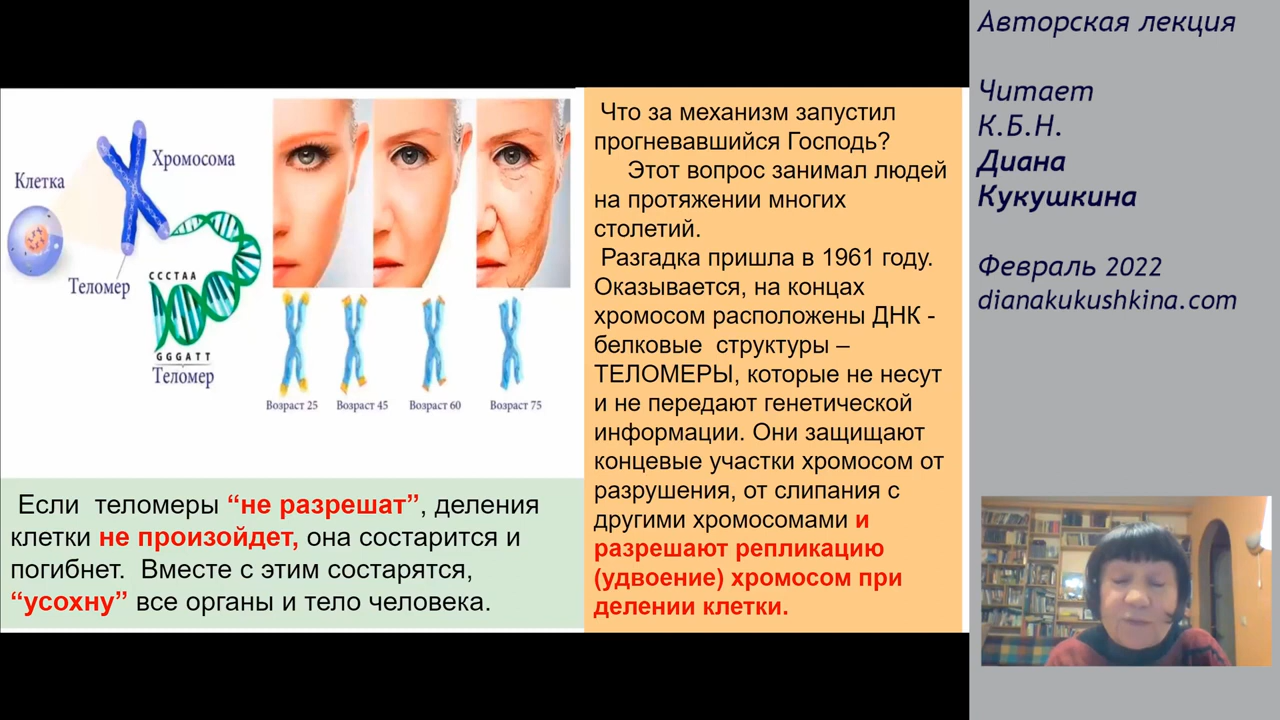 Клетка
Хромосома
Теломер
CCCTAA
GGGATT
Теломер
Возраст 25
Возраст 45
Возраст 60
Возраст 75
Если теломеры “не разрешат”, деления
клетки не произойдет, она состарится и
погибнет. Вместе с этим состарятся,
“усохну” все органы и тело человека.
Что за механизм запустил
прогневавшийся Господь?
Этот вопрос занимал людей
на протяжении многих
столетий.
Разгадка пришла в 1961 году.
Оказывается, на концах
хромосом расположены ДНК -
белковые структуры –
ТЕЛОМЕРЫ, которые не несут
и не передают генетической
информации. Они защищают
концевые участки хромосом от
разрушения, от слипания с
другими хромосомами и
разрешают репликацию
(удвоение) хромосом при
делении клетки.
Авторская лекция
Читает
К.Б.Н.
Диана
Кукушкина
Февраль 2022
dianakukushkina.com